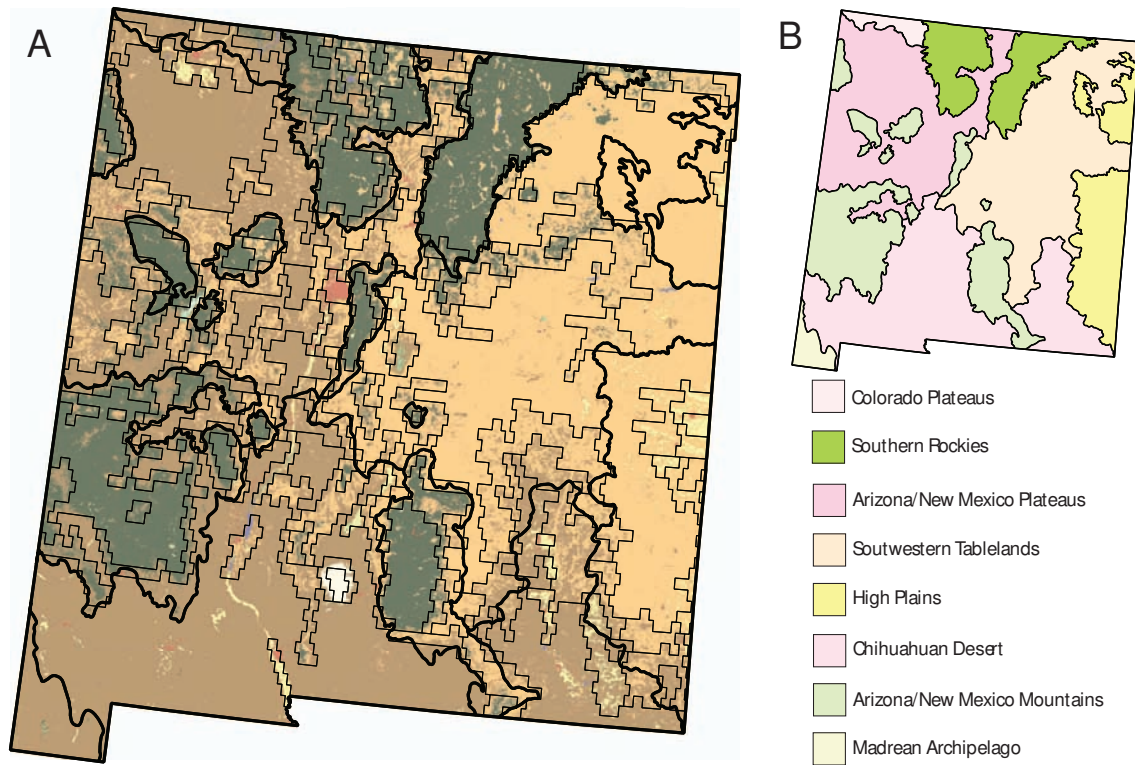 A
B
Colorado Plateaus
Southern Rockies
Arizona/New Mexico Plateaus
Soutwestern Tablelands
High Plains
Chihuahuan Desert
Arizona/New Mexico Mountains
Madrean Archipelago